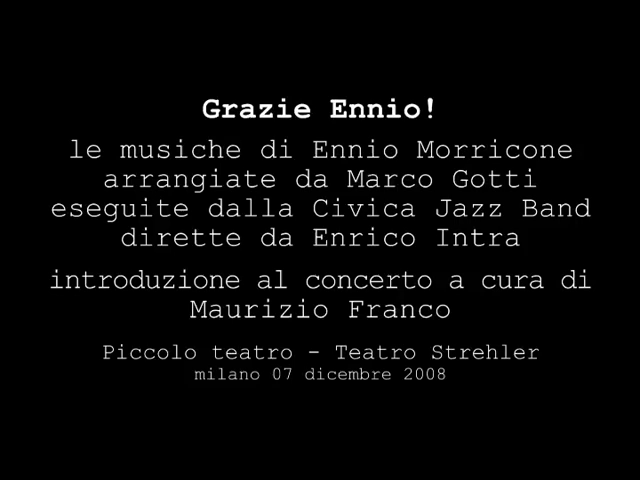 Grazie Ennio!
le musiche di Ennio Morricone
arrangiate da Marco Gotti
eseguite dalla Civica Jazz Band
dirette da Enrico Intra
introduzione al concerto a cura di
Maurizio Franco
Piccolo teatro - Teatro Strehler
milano 07 dicembre 2008